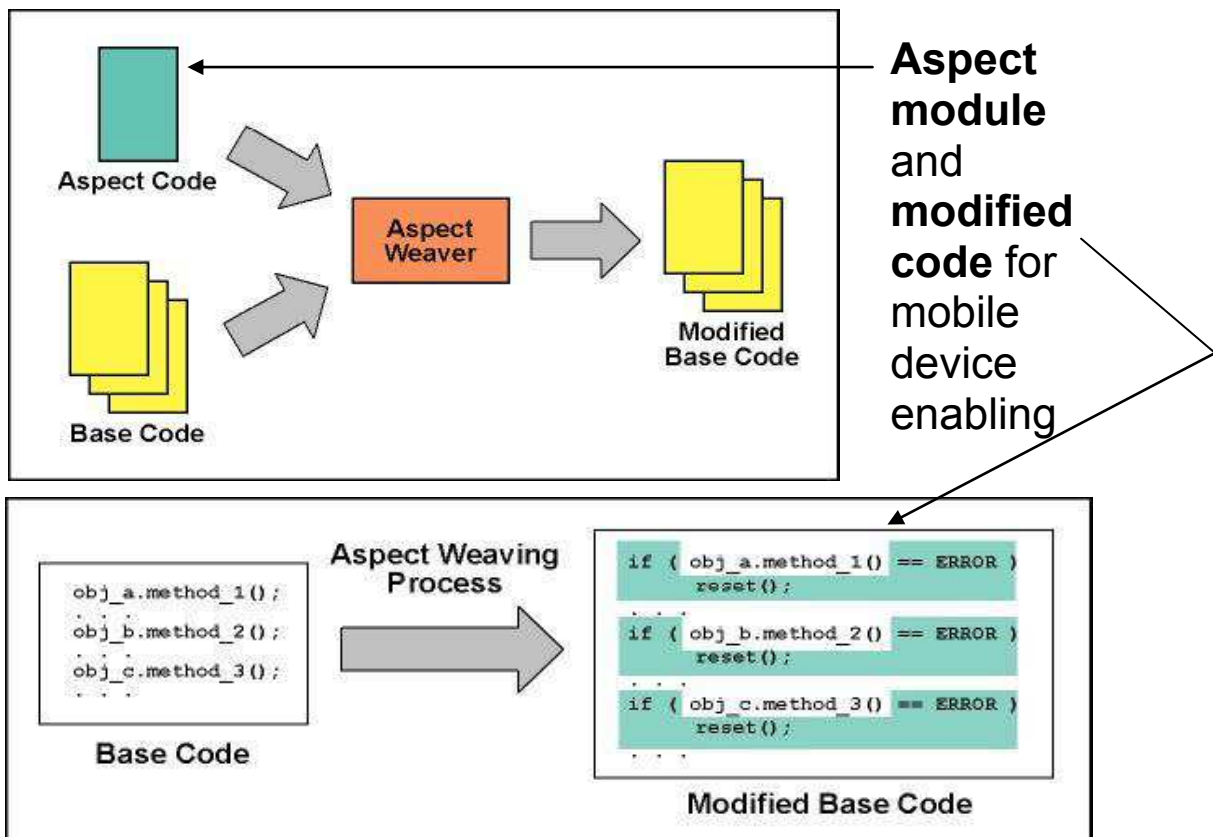 Aspect Code
Base Code
Aspect
Weaver
Modified
Base Code
Aspect
module
and
modified
code for
mobile
device
enabling
obj_a.method_1();
. . .
obj_b.method_2();
. . .
obj_c.method_3();
. . .
Base Code
Aspect Weaving
Process
if ( obj_a.method_1() == ERROR )
reset();
. . .
if ( obj_b.method_2() == ERROR )
reset();
. . .
if ( obj_c.method_3() == ERROR )
reset();
. . .
Modified Base Code